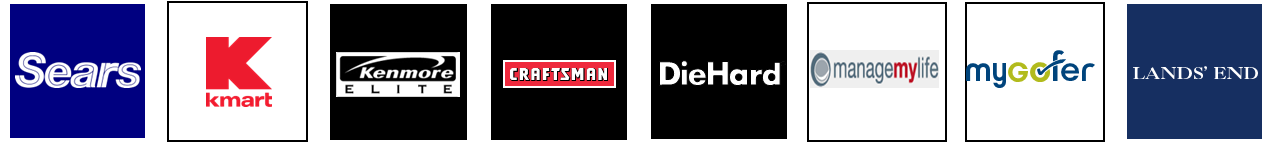 Sears
K
kmart
Kenmore
ELITE
CRAFTSMAN
DieHard
managemylife
mygofer
LANDS' END